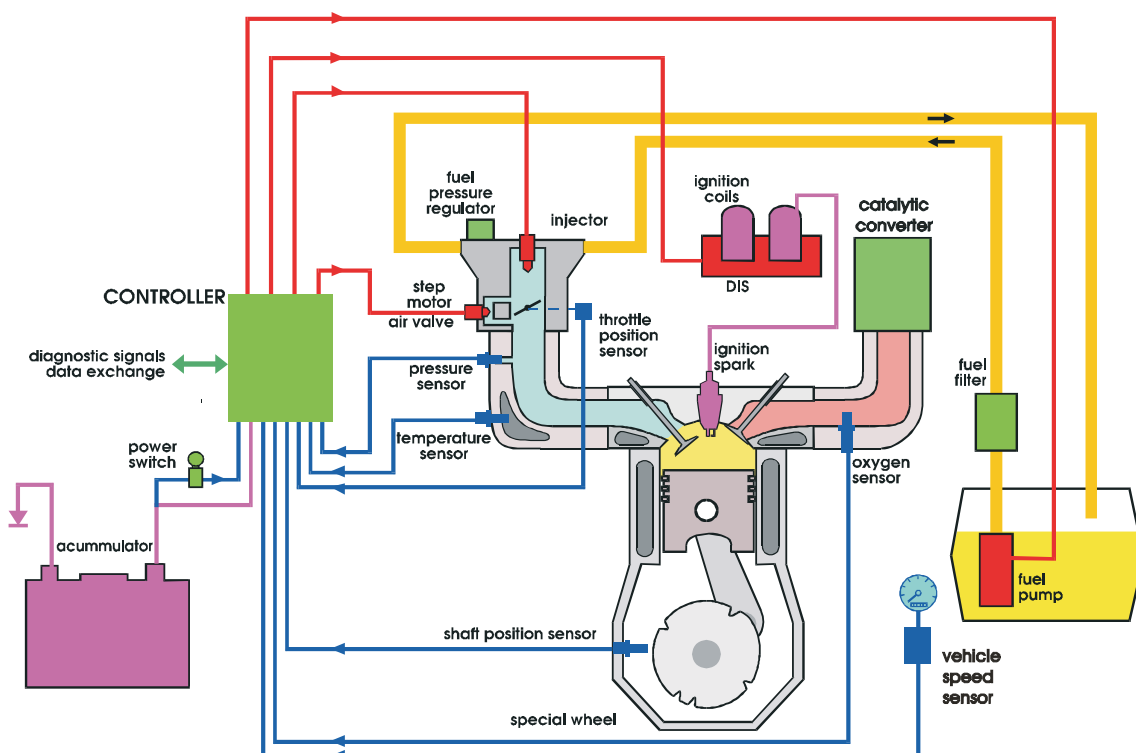 fuel
pressure
regulator
injector
ignition
coils
catalytic
converter
DIS
CONTROLLER
step
motor
air valve
throttle
position
sensor
diagnostic signals
data exchange
pressure
sensor
ignition
spark
fuel
filter
power
switch
temperature
sensor
oxygen
sensor
acummulator
fuel
pump
shaft position sensor
vehicle
speed
sensor
special wheel